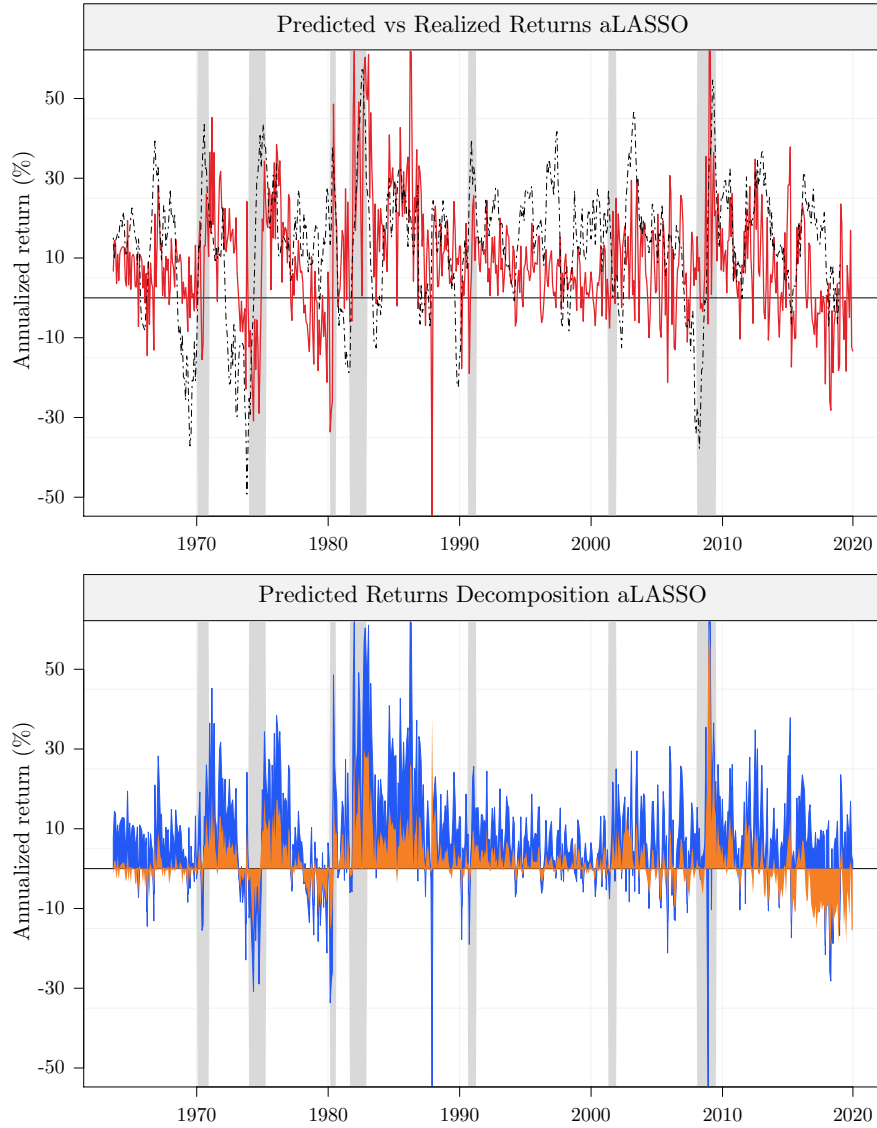 Predicted vs Realized Returns aLASSO
Annualized return (%)
50
30
10
-10
-30
-50
1970 1980 1990 2000 2010 2020
Predicted Returns Decomposition aLASSO
Annualized return (%)
50
30
10
-10
-30
-50
1970 1980 1990 2000 2010 2020